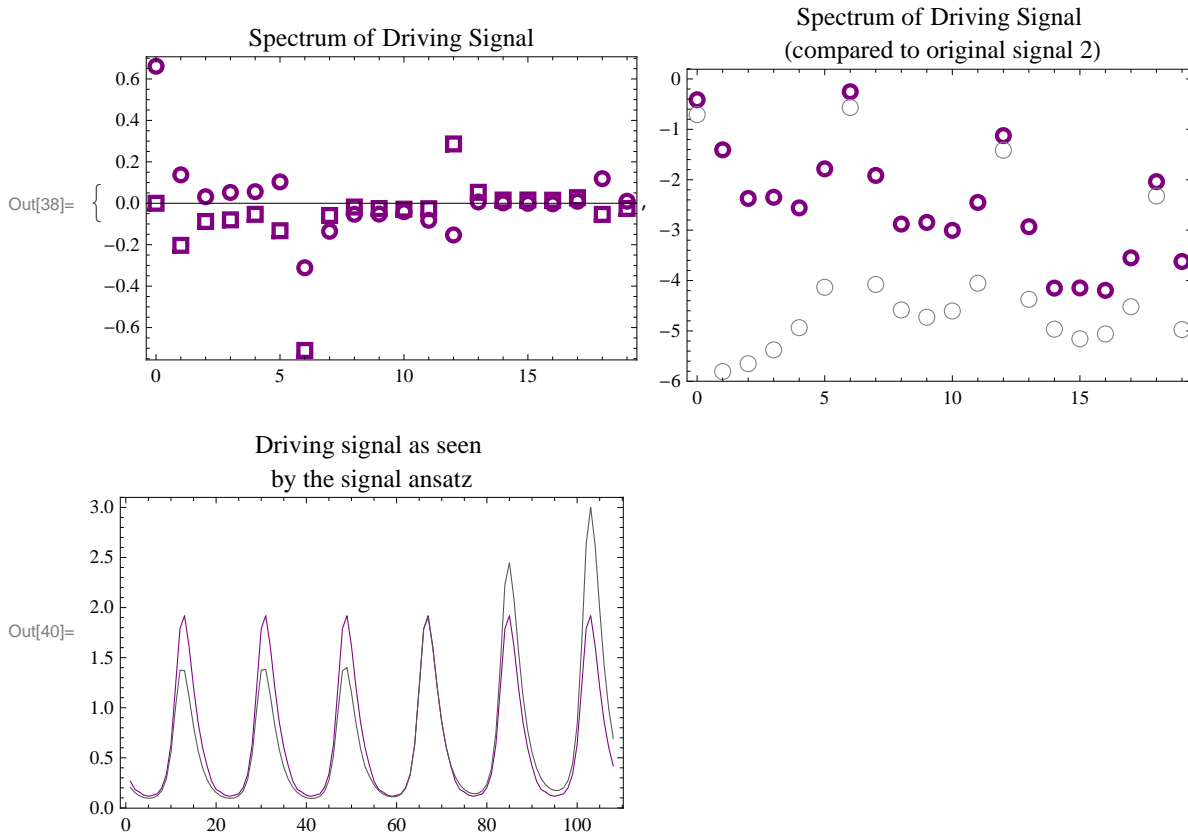 Spectrum of Driving Signal
Out[38]= {
0.6
0.4
0.2
0.0
−0.2
−0.4
−0.6
0 5 10 15
,
Spectrum of Driving Signal
(compared to original signal 2)
0
−1
−2
−3
−4
−5
−6
0 5 10 15
Driving signal as seen
by the signal ansatz
Out[40]=
3.0
2.5
2.0
1.5
1.0
0.5
0.0
0 20 40 60 80 100